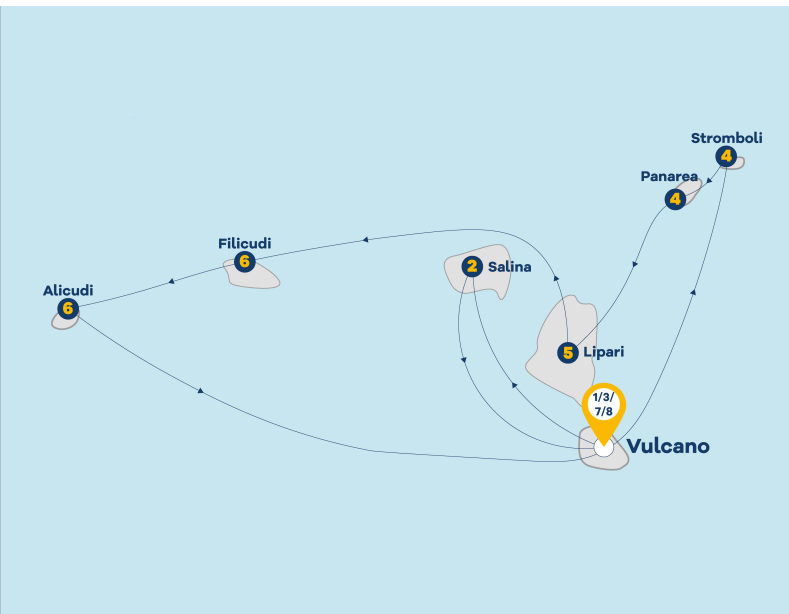 Stromboli
4
Panarea
4
Filicudi
6
Salina
2
Alicudi
6
Lipari
5
1/3/
7/8
Vulcano